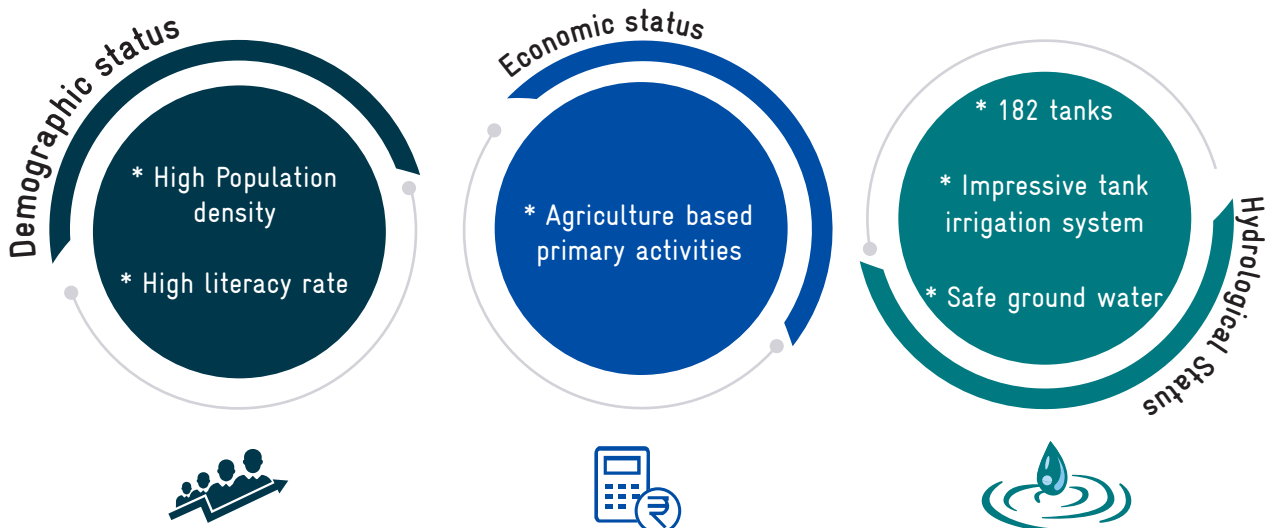 Demographic status
* High Population
density
* High literacy rate
Economic status
* Agriculture based
primary activities
* 182 tanks
* Impressive tank
irrigation system
* Safe ground water
Hydrological Status
₹